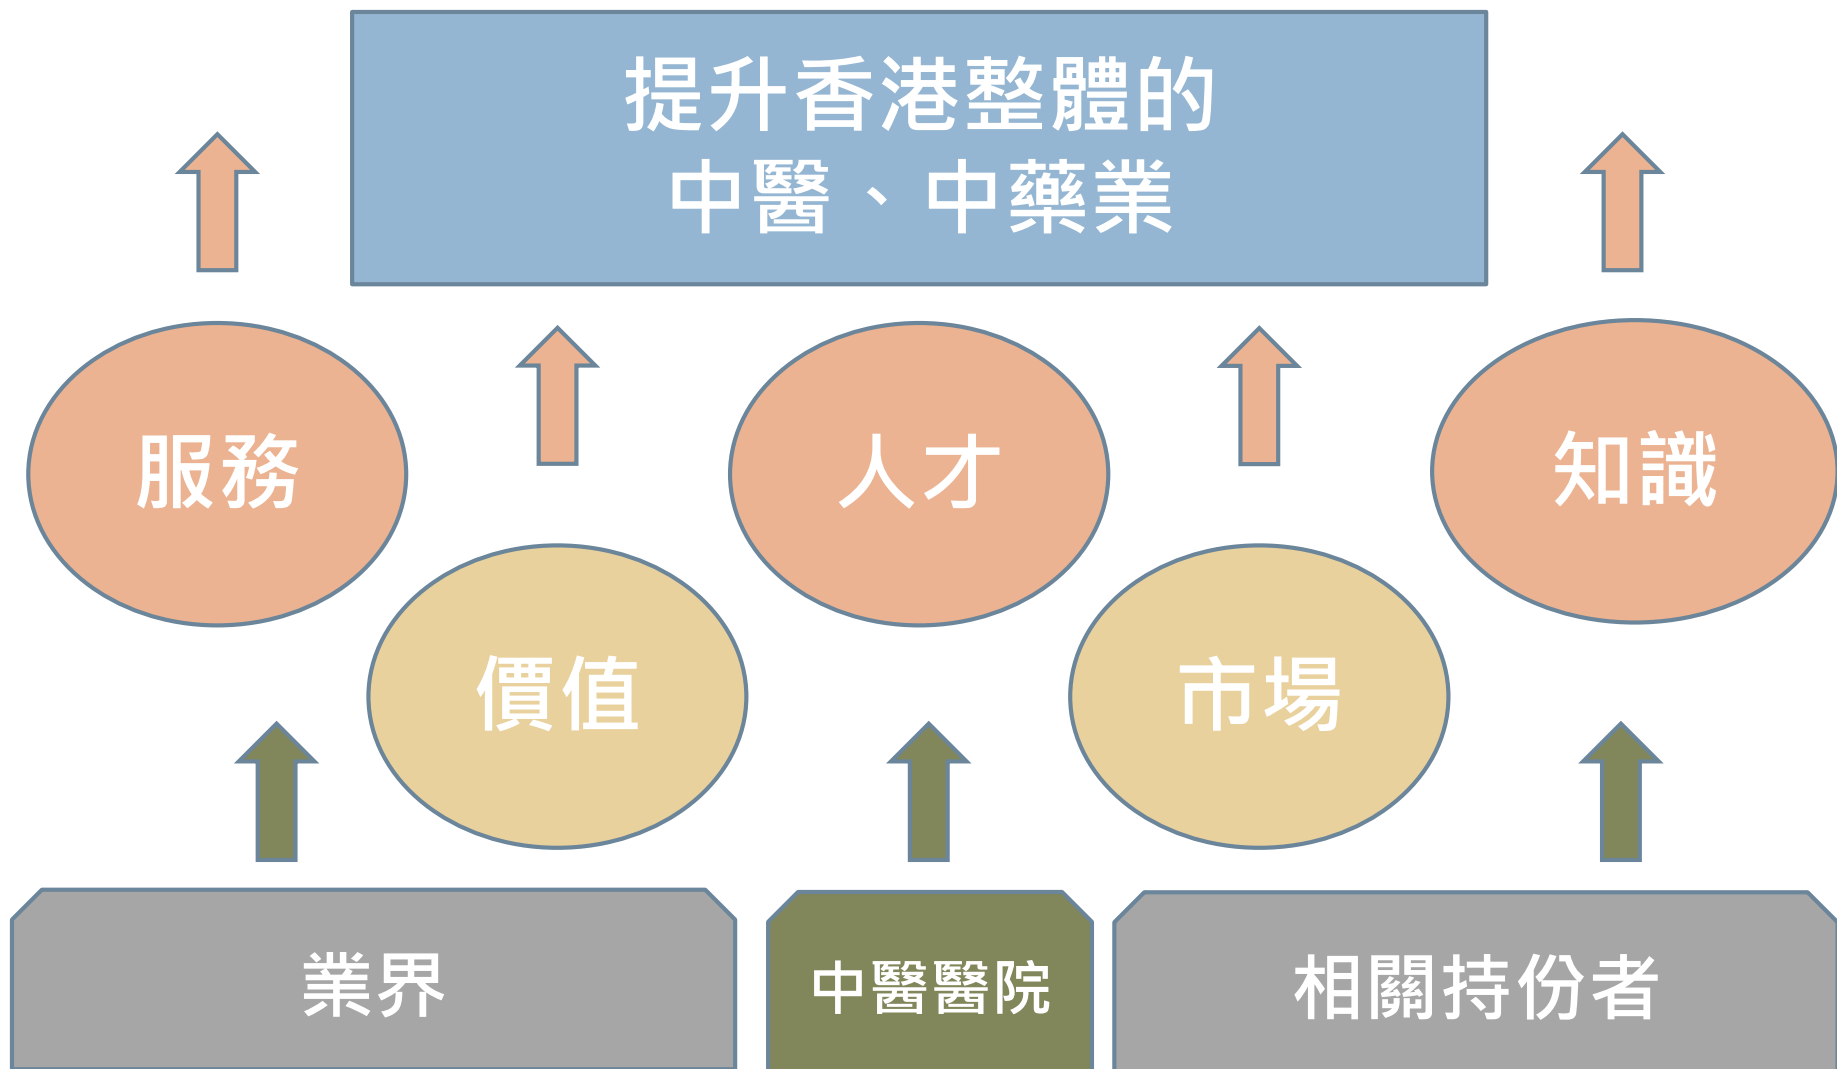 提升香港整體的
中醫、中藥業
服務
人才
知識
價值
市場
業界
中醫醫院
相關持份者